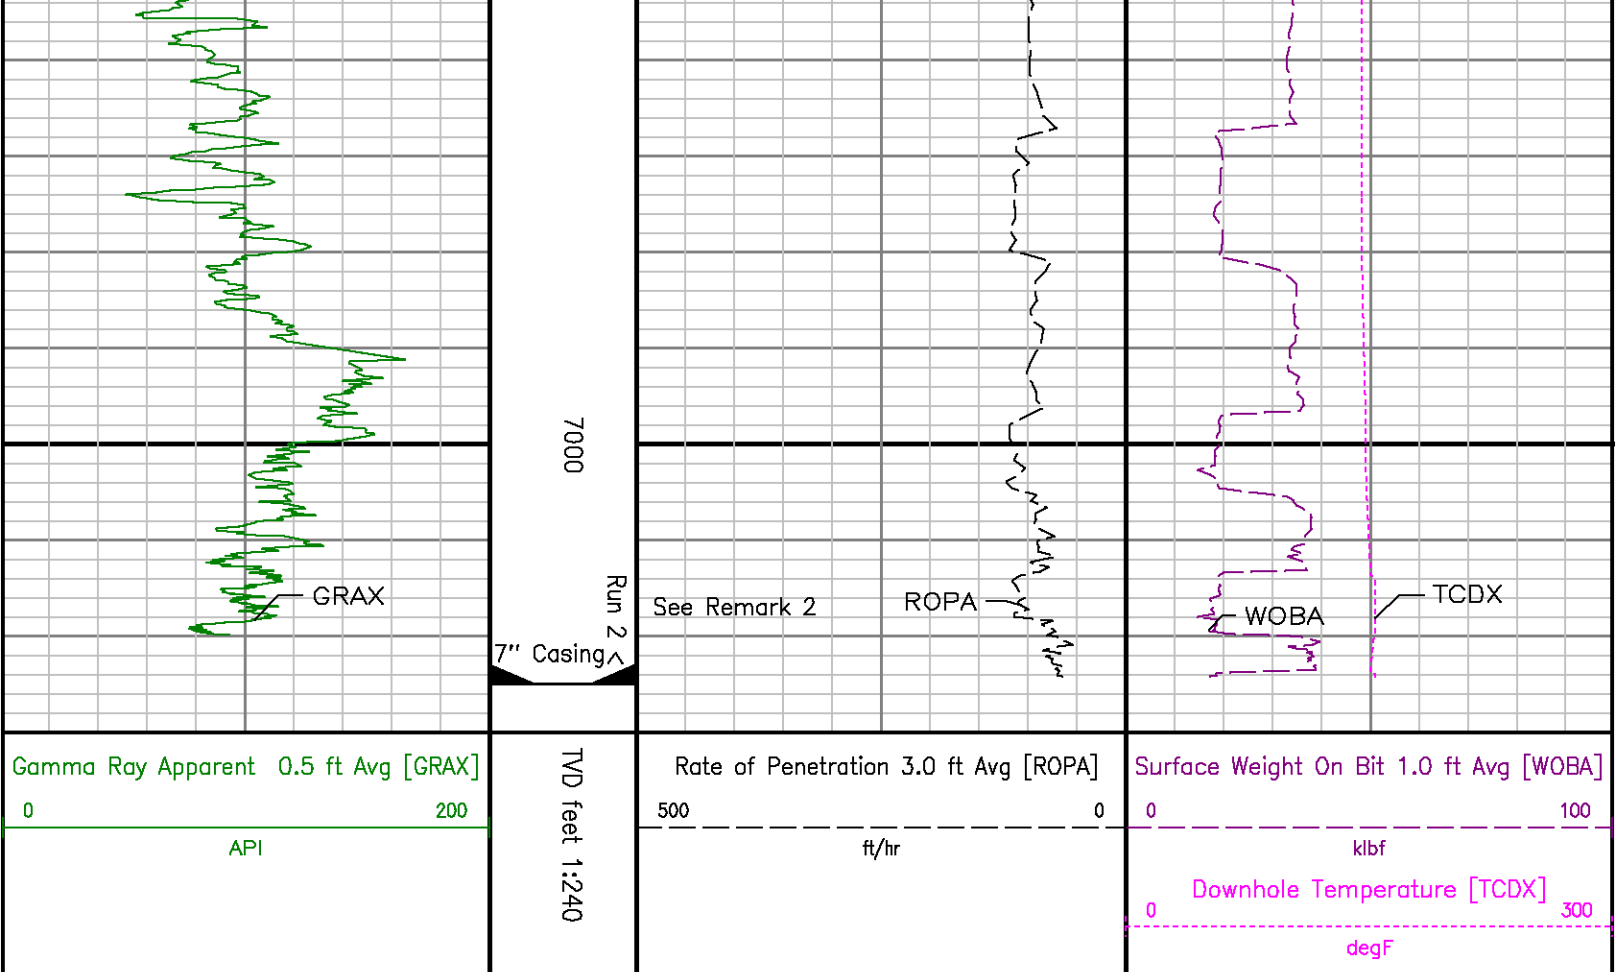 7000
Run 2
GRAX
See Remark 2
ROPA
WOBA
TCDX
7" Casing
Gamma Ray Apparent 0.5 ft Avg [GRAX]
0 200
API
TVD feet 1:240
Rate of Penetration 3.0 ft Avg [ROPA]
500 0
ft/hr
Surface Weight On Bit 1.0 ft Avg [WOBA]
0 100
klbf
Downhole Temperature [TCDX]
0 300
degF